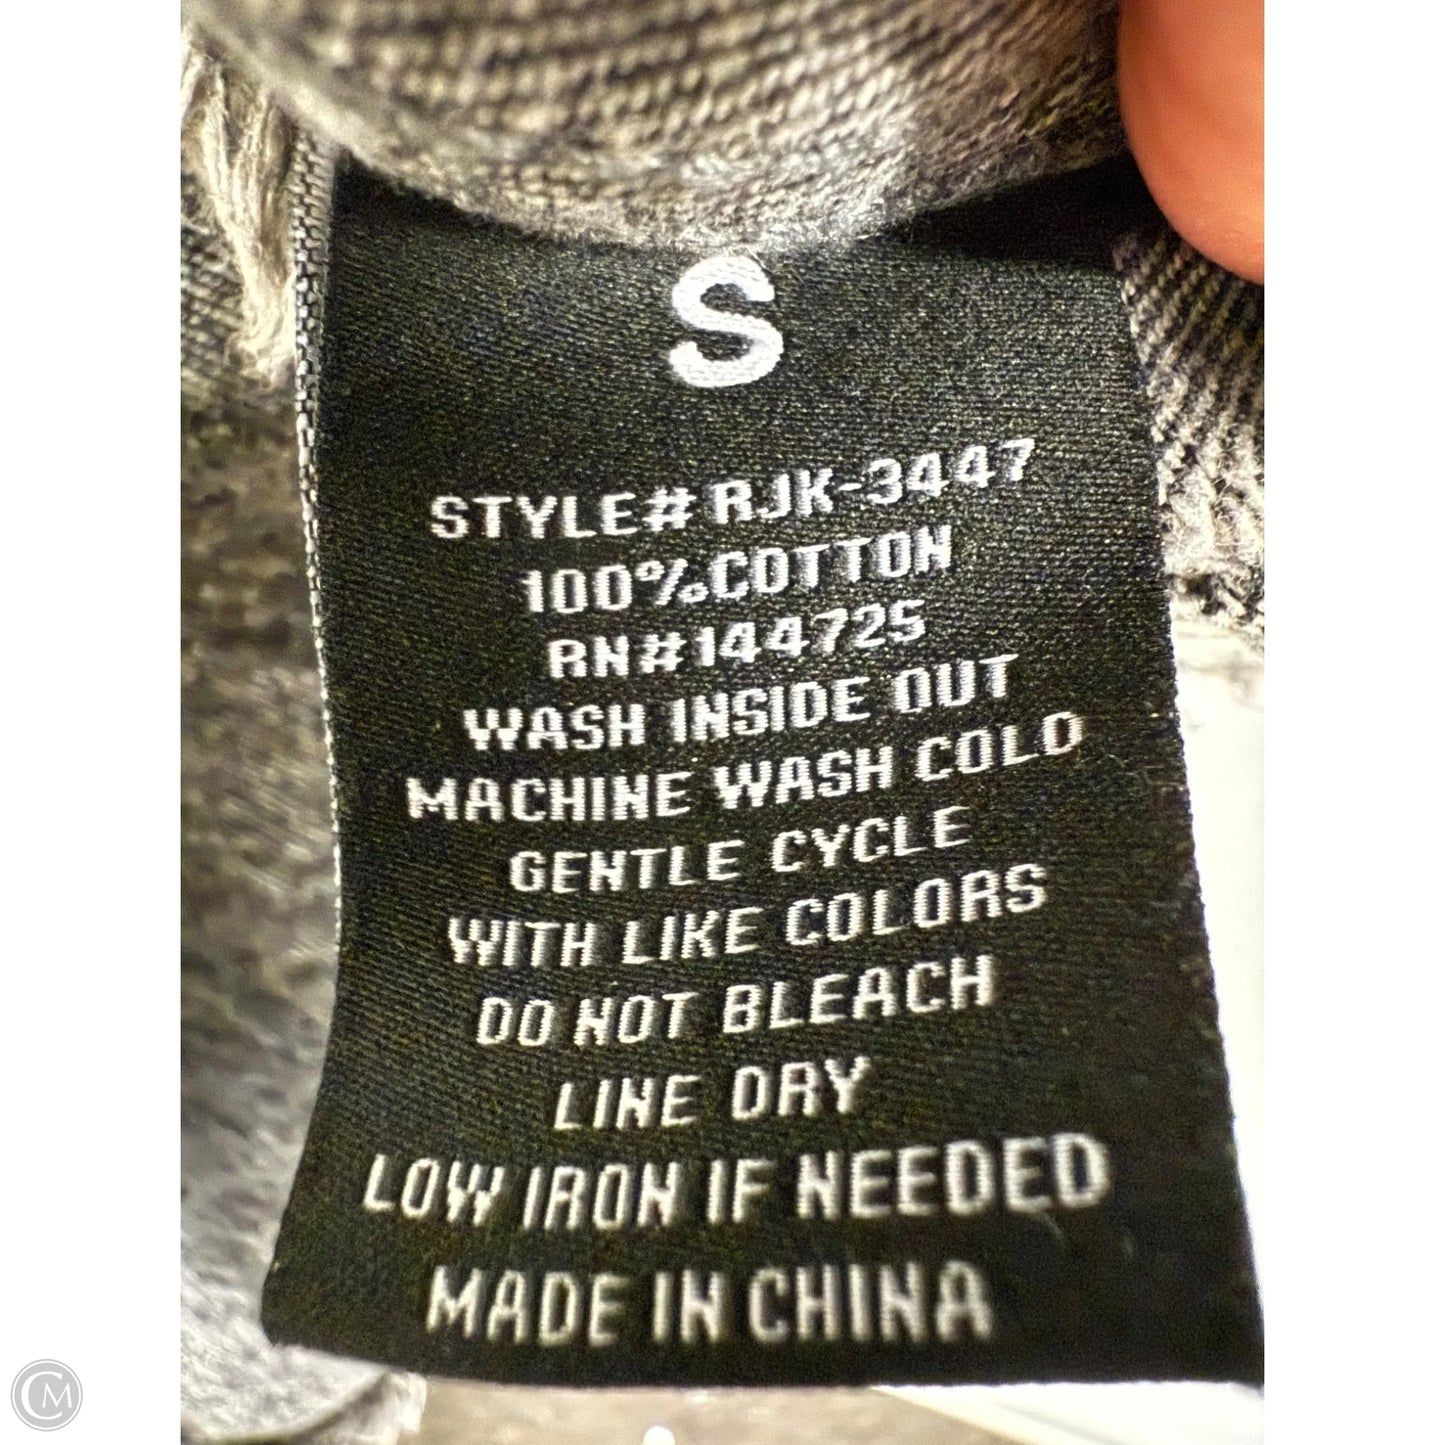 S
STYLE# RJK-3447
100%COTTON
RN#144725
WASH INSIDE OUT
MACHINE WASH COLD
GENTLE CYCLE
WITH LIKE COLORS
DO NOT BLEACH
LINE DRY
LOW IRON IF NEEDED
MADE IN CHINA
CM